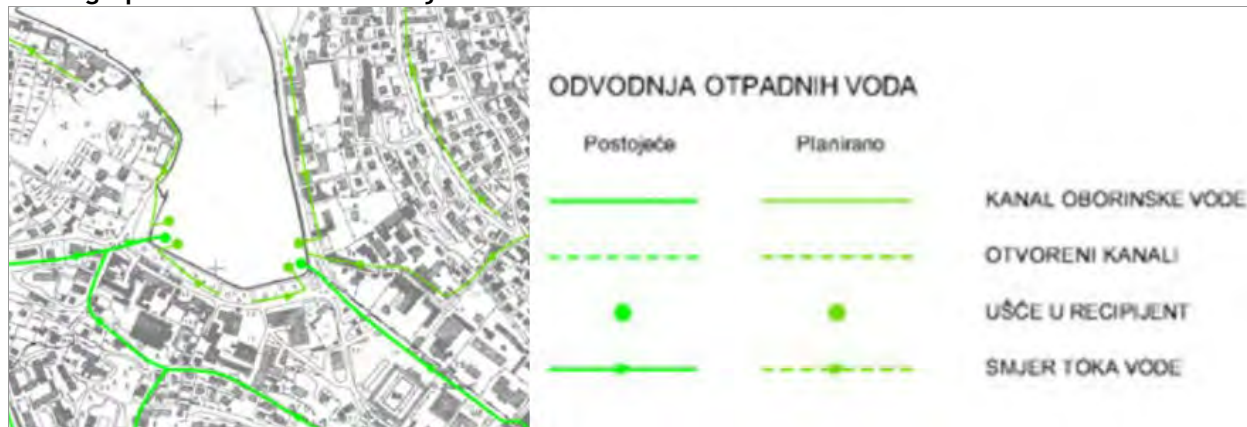 ODVODNJA OTPADNIH VODA
Postojeće Planirano
KANAL OBORINSKE VODE
OTVORENI KANALI
UŠĆE U RECIPIJENT
SMJER TOKA VODE